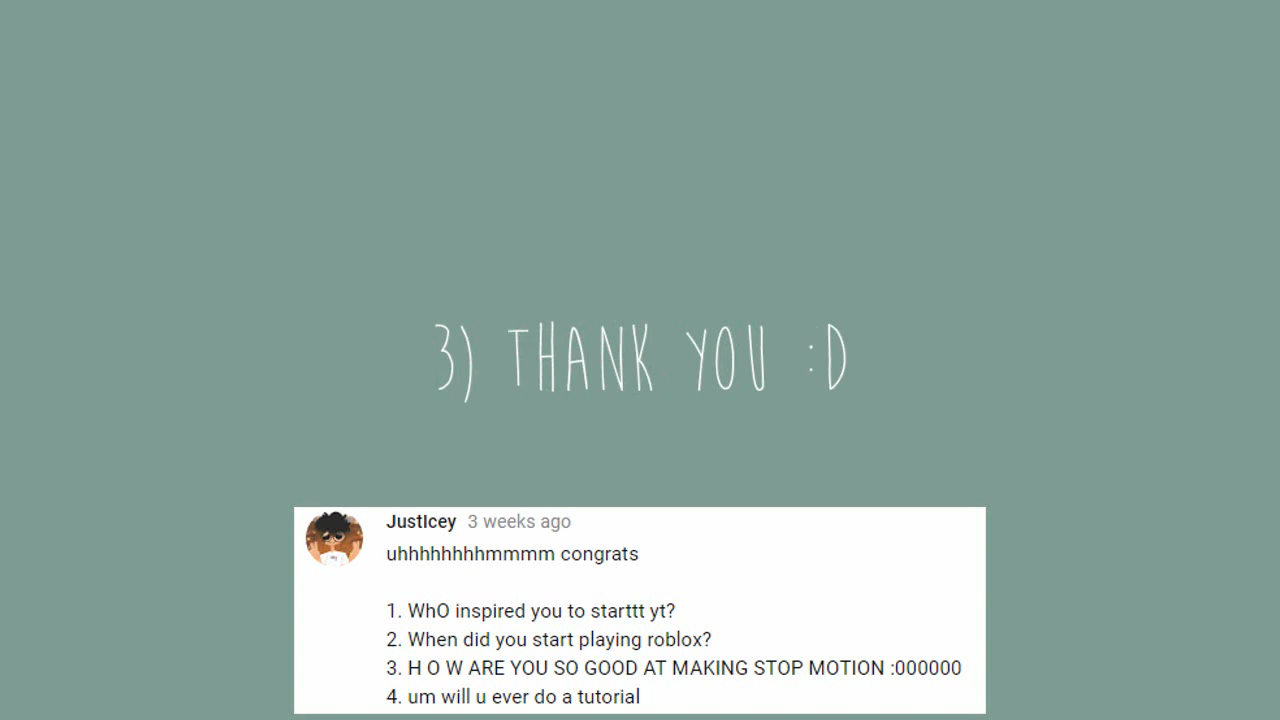 3) THANK YOU :D
JustIcey 3 weeks ago
uhhhhhhhhmmmm congrats
1. WhO inspired you to starttt yt?
2. When did you start playing roblox?
3. H O W ARE YOU SO GOOD AT MAKING STOP MOTION :000000
4. um will u ever do a tutorial